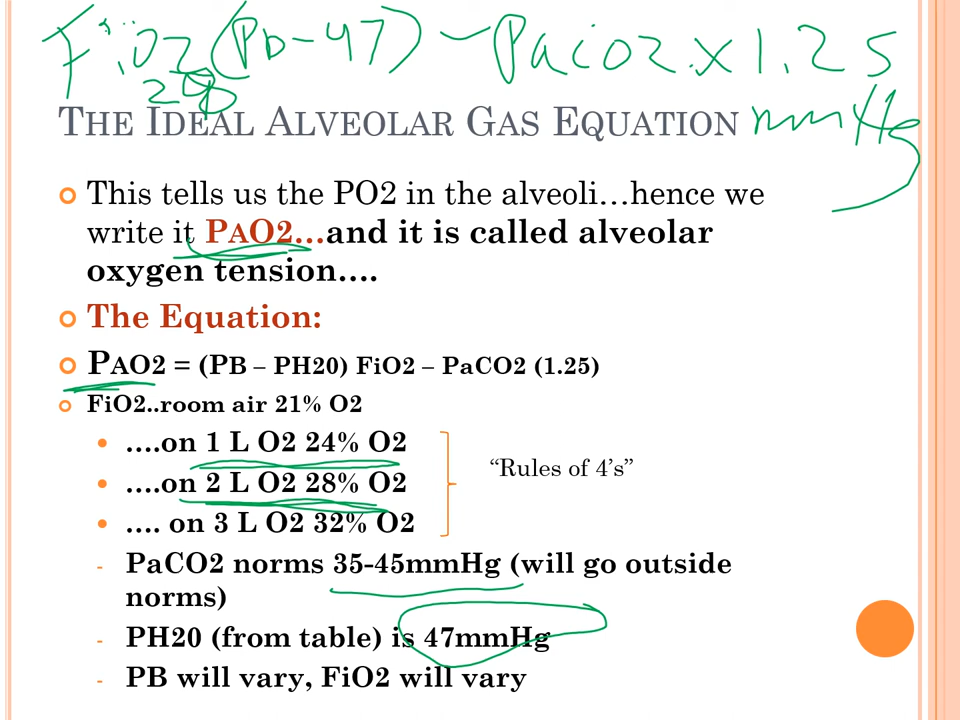 FiO2 (Pb - 47) - PaCO2 x 1.25
28
THE IDEAL ALVEOLAR GAS EQUATION mmHg
This tells us the PO2 in the alveoli…hence we
write it PAO2…and it is called alveolar
oxygen tension….
The Equation:
PAO2 = (PB – PH20) FiO2 – PaCO2 (1.25)
FiO2..room air 21% O2
….on 1 L O2 24% O2
….on 2 L O2 28% O2
"Rules of 4's"
…. on 3 L O2 32% O2
- PaCO2 norms 35-45mmHg (will go outside
norms)
- PH20 (from table) is 47mmHg
- PB will vary, FiO2 will vary